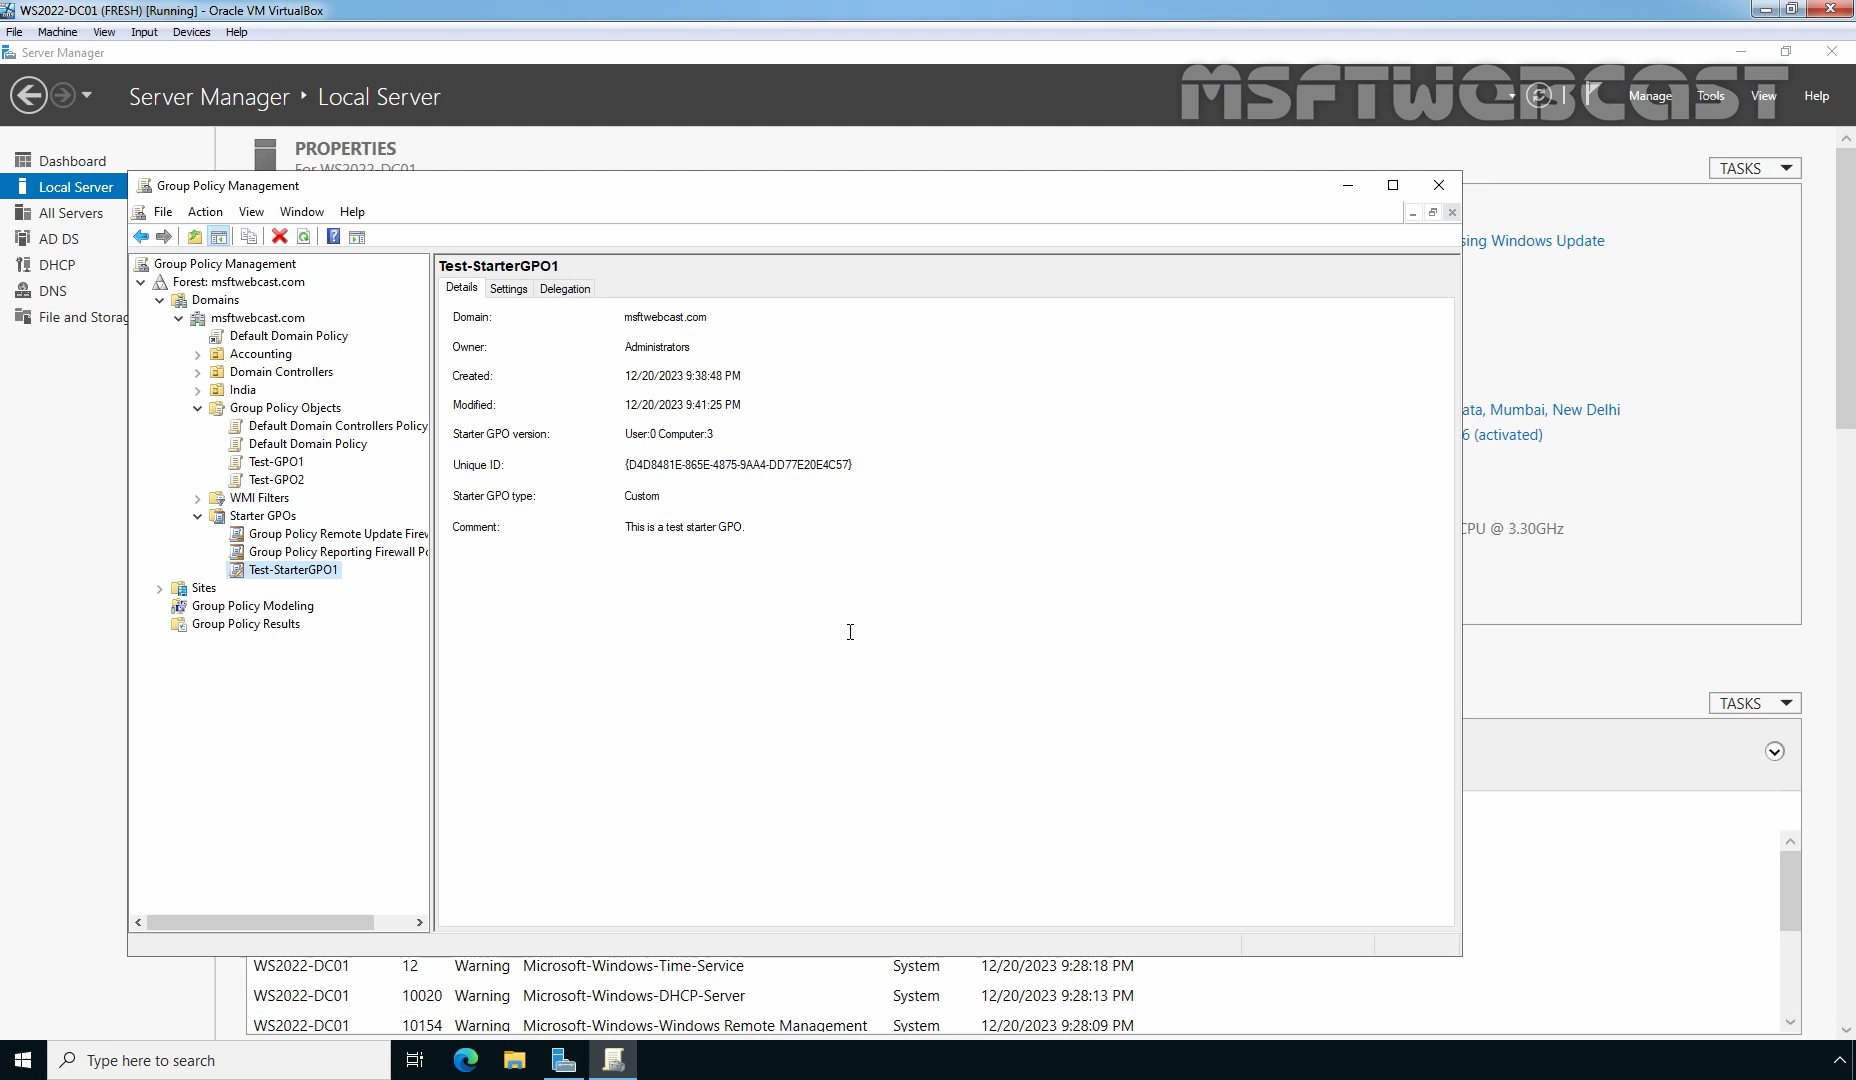 WS2022-DC01 (FRESH) [Running] - Oracle VM VirtualBox
File Machine View Input Devices Help
Server Manager
Server Manager ‣ Local Server
MSFTWEBCAST
Manage Tools View Help
Dashboard
Local Server
All Servers
AD DS
DHCP
DNS
File and Storag
PROPERTIES
For WS2022-DC01
TASKS
sing Windows Update
ata, Mumbai, New Delhi
6 (activated)
CPU @ 3.30GHz
TASKS
Group Policy Management
File Action View Window Help
Group Policy Management
Forest: msftwebcast.com
Domains
msftwebcast.com
Default Domain Policy
Accounting
Domain Controllers
India
Group Policy Objects
Default Domain Controllers Policy
Default Domain Policy
Test-GPO1
Test-GPO2
WMI Filters
Starter GPOs
Group Policy Remote Update Firew
Group Policy Reporting Firewall Po
Test-StarterGPO1
Sites
Group Policy Modeling
Group Policy Results
Test-StarterGPO1
Details Settings Delegation
Domain: msftwebcast.com
Owner: Administrators
Created: 12/20/2023 9:38:48 PM
Modified: 12/20/2023 9:41:25 PM
Starter GPO version: User:0 Computer:3
Unique ID: {D4D8481E-865E-4875-9AA4-DD77E20E4C57}
Starter GPO type: Custom
Comment: This is a test starter GPO.
WS2022-DC01 12 Warning Microsoft-Windows-Time-Service System 12/20/2023 9:28:18 PM
WS2022-DC01 10020 Warning Microsoft-Windows-DHCP-Server System 12/20/2023 9:28:13 PM
WS2022-DC01 10154 Warning Microsoft-Windows-Windows Remote Management System 12/20/2023 9:28:09 PM
Type here to search